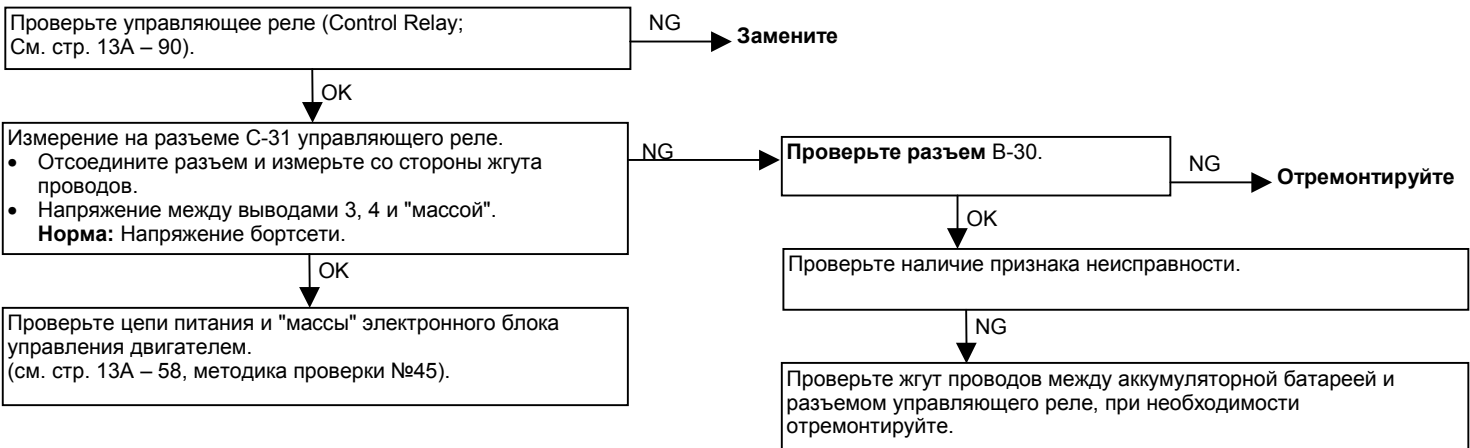 Проверьте управляющее реле (Control Relay;
См. стр. 13А – 90).
NG
Замените
OK
Измерение на разъеме C-31 управляющего реле.
• Отсоедините разъем и измерьте со стороны жгута
проводов.
• Напряжение между выводами 3, 4 и "массой".
Норма: Напряжение бортсети.
NG
Проверьте разъем B-30.
NG
Отремонтируйте
OK
Проверьте наличие признака неисправности.
OK
Проверьте цепи питания и "массы" электронного блока
управления двигателем.
(см. стр. 13А – 58, методика проверки №45).
NG
Проверьте жгут проводов между аккумуляторной батареей и
разъемом управляющего реле, при необходимости
отремонтируйте.